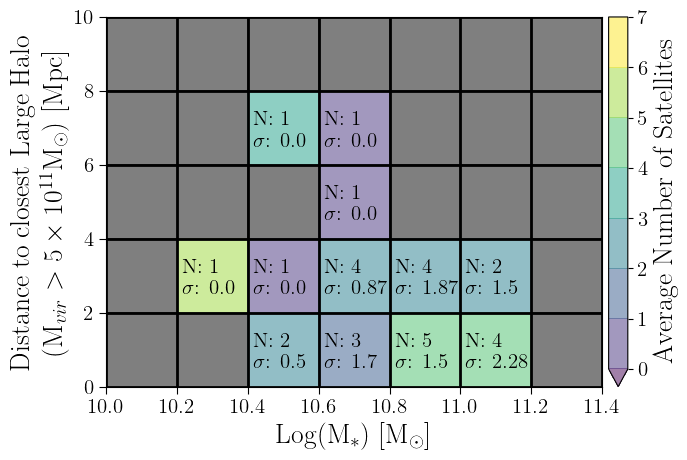 Distance to closest Large Halo
(M_vir > 5 × 10^11 M_⊙) [Mpc]
10
8
6
4
2
0
N: 1
σ: 0.0
N: 1
σ: 0.0
N: 1
σ: 0.0
N: 1
σ: 0.0
N: 1
σ: 0.0
N: 4
σ: 0.87
N: 4
σ: 1.87
N: 2
σ: 1.5
N: 2
σ: 0.5
N: 3
σ: 1.7
N: 5
σ: 1.5
N: 4
σ: 2.28
10.0 10.2 10.4 10.6 10.8 11.0 11.2 11.4
Log(M_*) [M_⊙]
7
6
5
4
3
2
1
0
Average Number of Satellites